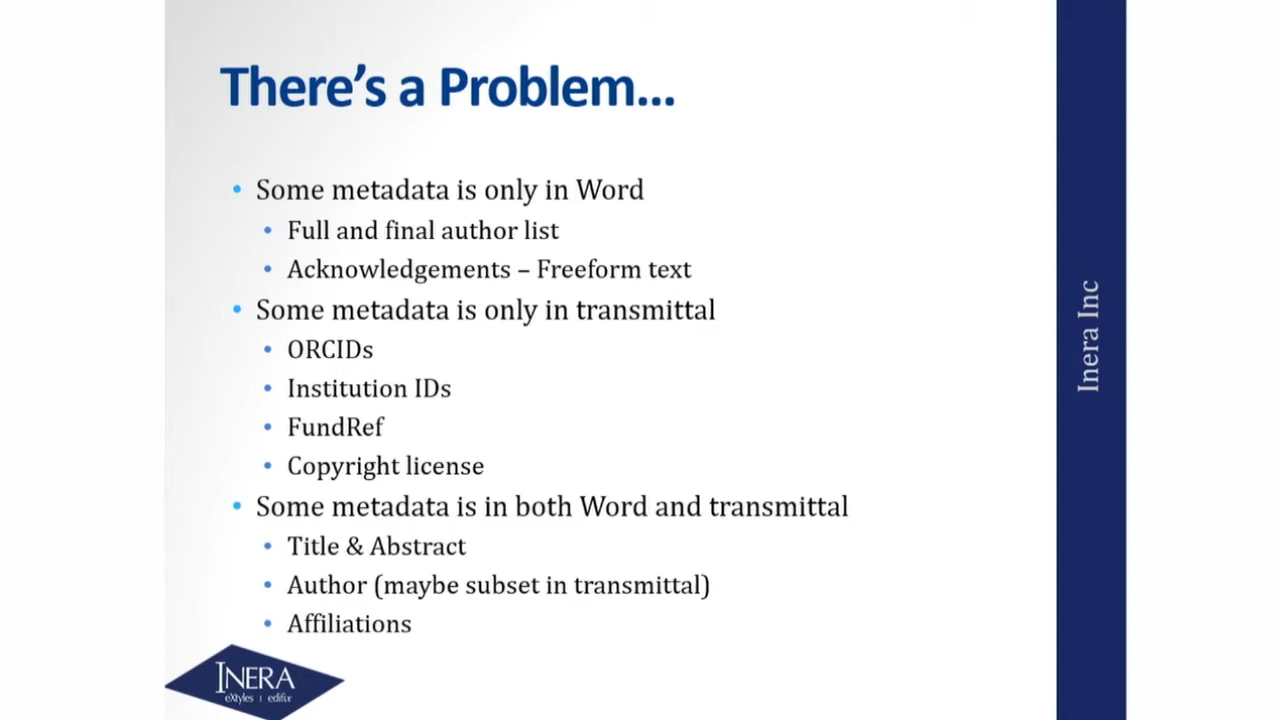 There's a Problem...
• Some metadata is only in Word
• Full and final author list
• Acknowledgements – Freeform text
• Some metadata is only in transmittal
• ORCIDs
• Institution IDs
• FundRef
• Copyright license
• Some metadata is in both Word and transmittal
• Title & Abstract
• Author (maybe subset in transmittal)
• Affiliations
Inera Inc
INERA
eXtyles | edifix